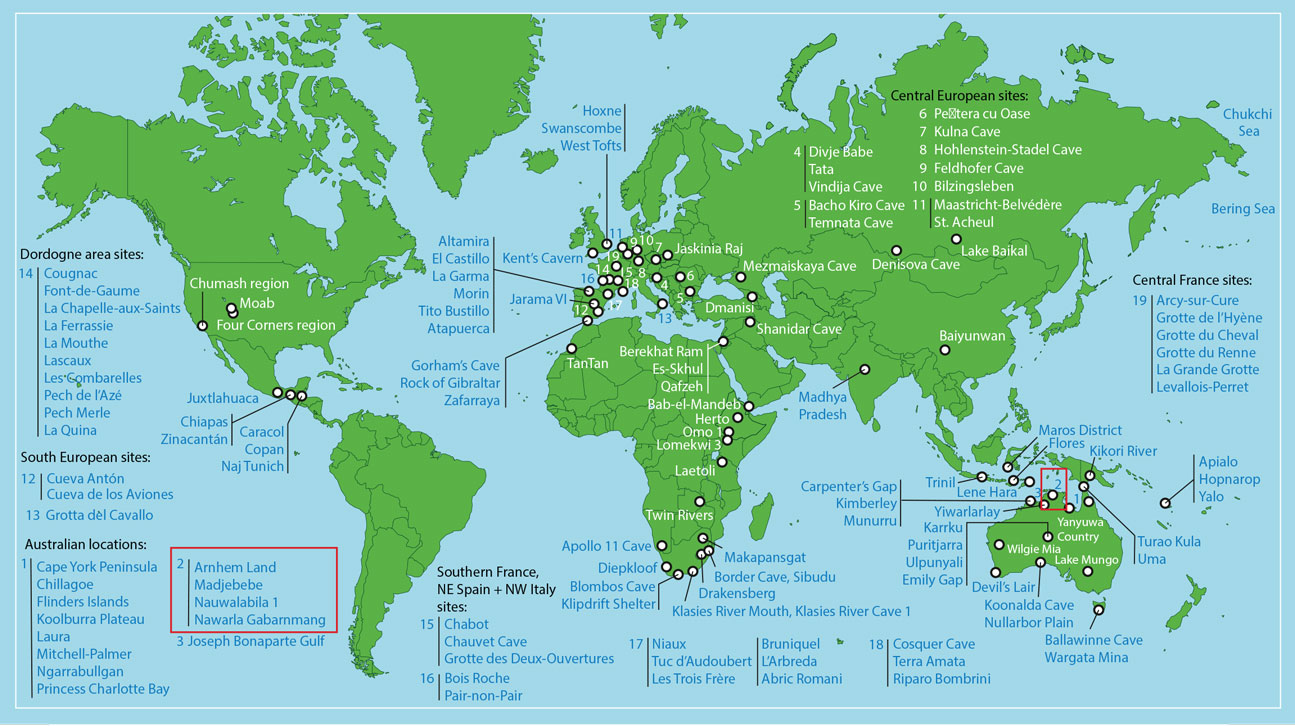 Central European sites:
6 Peștera cu Oase
7 Kulna Cave
8 Hohlenstein-Stadel Cave
9 Feldhofer Cave
10 Bilzingsleben
11 Maastricht-Belvédère
St. Acheul
4 Divje Babe
Tata
Vindija Cave
5 Bacho Kiro Cave
Temnata Cave
Chukchi
Sea
Bering Sea
Hoxne
Swanscombe
West Tofts
Altamira
El Castillo
La Garma
Morin
Tito Bustillo
Atapuerca
Kent's Cavern
Jarama VI
11
9
10
7
19
14
15
8
16
18
4
6
5
12
17
13
Jaskinia Raj
Mezmaiskaya Cave
Denisova Cave
Lake Baikal
Dmanisi
Shanidar Cave
Baiyunwan
Dordogne area sites:
14 Cougnac
Font-de-Gaume
La Chapelle-aux-Saints
La Ferrassie
La Mouthe
Lascaux
Les Combarelles
Pech de l'Azé
Pech Merle
La Quina
Chumash region
Moab
Four Corners region
Central France sites:
19 Arcy-sur-Cure
Grotte de l'Hyène
Grotte du Cheval
Grotte du Renne
La Grande Grotte
Levallois-Perret
Gorham's Cave
Rock of Gibraltar
Zafarraya
TanTan
Berekhat Ram
Es-Skhul
Qafzeh
Bab-el-Mandeb
Herto
Omo 1
Lomekwi 3
Laetoli
Twin Rivers
Madhya
Pradesh
Juxtlahuaca
Chiapas
Zinacantán
Caracol
Copan
Naj Tunich
South European sites:
12 Cueva Antón
Cueva de los Aviones
13 Grotta dèl Cavallo
Maros District
Flores
Kikori River
Trinil
Lene Hara
Apialo
Hopnarop
Yalo
Carpenter's Gap
Kimberley
Munurru
3
2
1
Yiwarlarlay
Karrku
Puritjarra
Ulpunyali
Emily Gap
Yanyuwa
Country
Wilgie Mia
Lake Mungo
Turao Kula
Uma
Devil's Lair
Koonalda Cave
Nullarbor Plain
Ballawinne Cave
Wargata Mina
Australian locations:
1 Cape York Peninsula
Chillagoe
Flinders Islands
Koolburra Plateau
Laura
Mitchell-Palmer
Ngarrabullgan
Princess Charlotte Bay
2 Arnhem Land
Madjebebe
Nauwalabila 1
Nawarla Gabarnmang
3 Joseph Bonaparte Gulf
Apollo 11 Cave
Diepkloof
Blombos Cave
Klipdrift Shelter
Makapansgat
Border Cave, Sibudu
Drakensberg
Klasies River Mouth, Klasies River Cave 1
Southern France,
NE Spain + NW Italy
sites:
15 Chabot
Chauvet Cave
Grotte des Deux-Ouvertures
16 Bois Roche
Pair-non-Pair
17 Niaux
Tuc d'Audoubert
Les Trois Frère
Bruniquel
L'Arbreda
Abric Romani
18 Cosquer Cave
Terra Amata
Riparo Bombrini